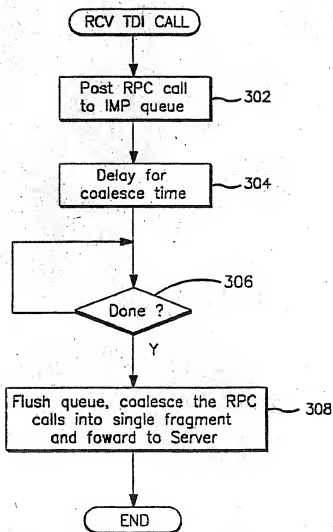 RCV TDI CALL
Post RPC call
to IMP queue
302
Delay for
coalesce time
304
306
Done ?
Y
Flush queue, coalesce the RPC
calls into single fragment
and foward to Server
308
END